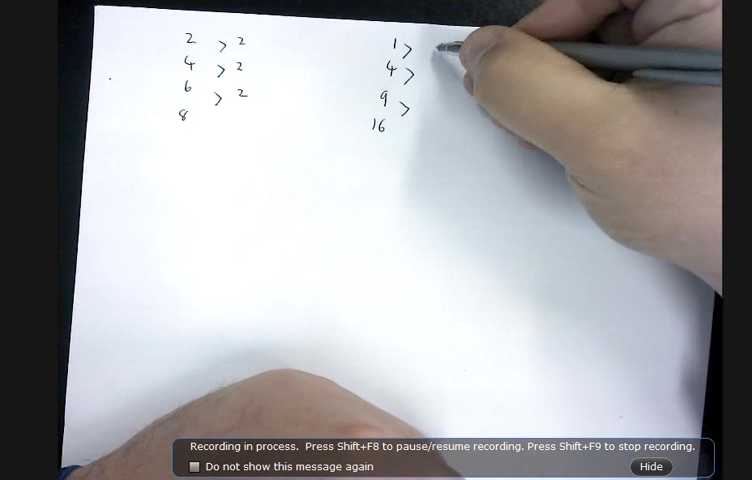 2 > 2
4 > 2
6 > 2
8
1 >
4 >
9 >
16
Recording in process. Press Shift+F8 to pause/resume recording. Press Shift+F9 to stop recording.
Do not show this message again
Hide